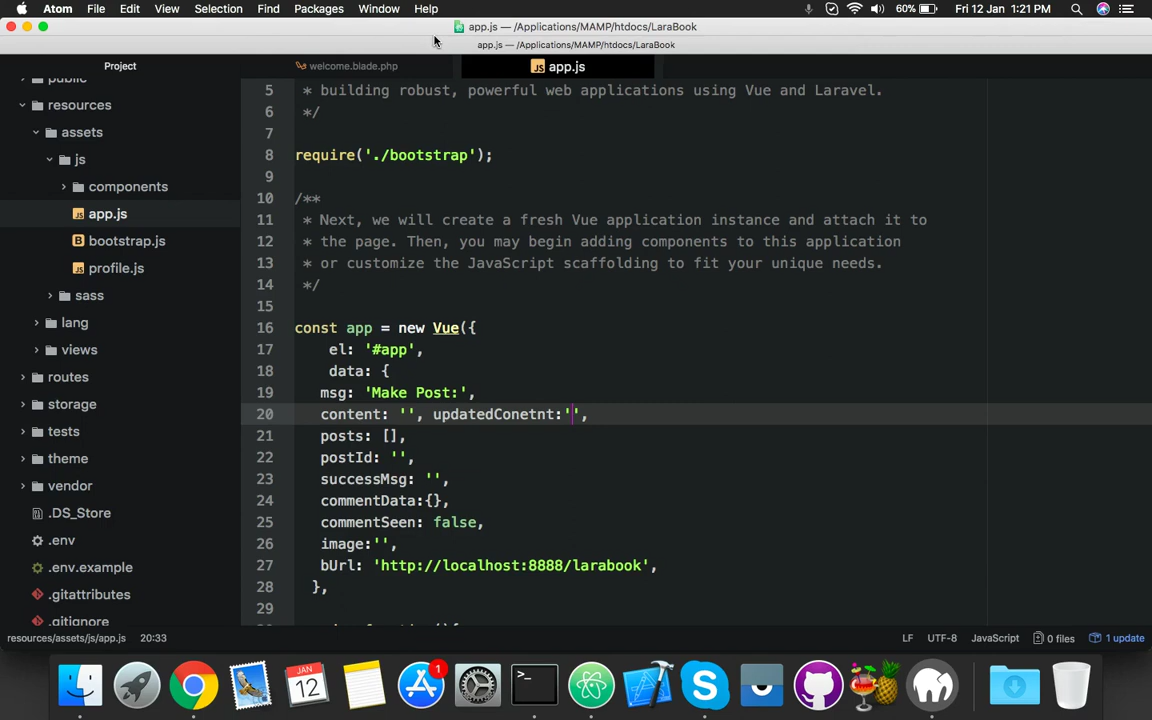 Atom File Edit View Selection Find Packages Window Help 60% Fri 12 Jan 1:21 PM
app.js — /Applications/MAMP/htdocs/LaraBook
app.js — /Applications/MAMP/htdocs/LaraBook
Project
welcome.blade.php
app.js
public
resources
assets
js
components
app.js
bootstrap.js
profile.js
sass
lang
views
routes
storage
tests
theme
vendor
.DS_Store
.env
.env.example
.gitattributes
.gitignore
5 * building robust, powerful web applications using Vue and Laravel.
6 */
7
8 require('./bootstrap');
9
10 /**
11 * Next, we will create a fresh Vue application instance and attach it to
12 * the page. Then, you may begin adding components to this application
13 * or customize the JavaScript scaffolding to fit your unique needs.
14 */
15
16 const app = new Vue({
17 el: '#app',
18 data: {
19 msg: 'Make Post:',
20 content: '', updatedConetnt:'',
21 posts: [],
22 postId: '',
23 successMsg: '',
24 commentData:{},
25 commentSeen: false,
26 image:'',
27 bUrl: 'http://localhost:8888/larabook',
28 },
29
resources/assets/js/app.js 20:33 LF UTF-8 JavaScript 0 files 1 update
JAN
12
1